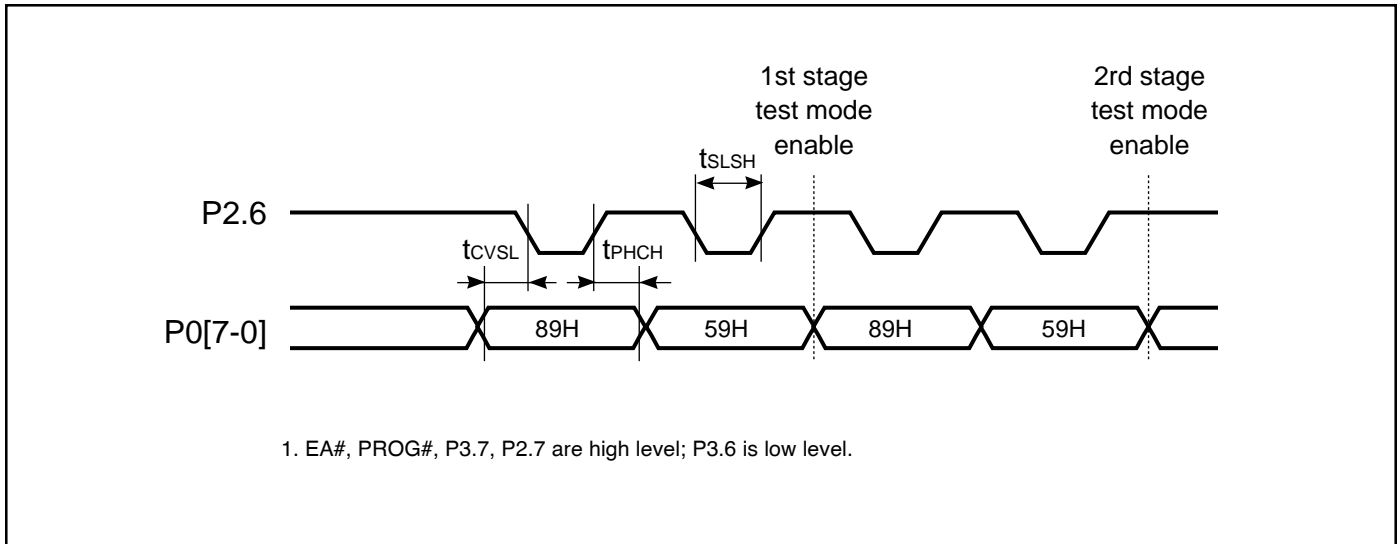 1st stage
test mode
enable
2rd stage
test mode
enable
tSLSH
P2.6
tCVSL
tPHCH
P0[7-0]
89H
59H
89H
59H
1. EA#, PROG#, P3.7, P2.7 are high level; P3.6 is low level.